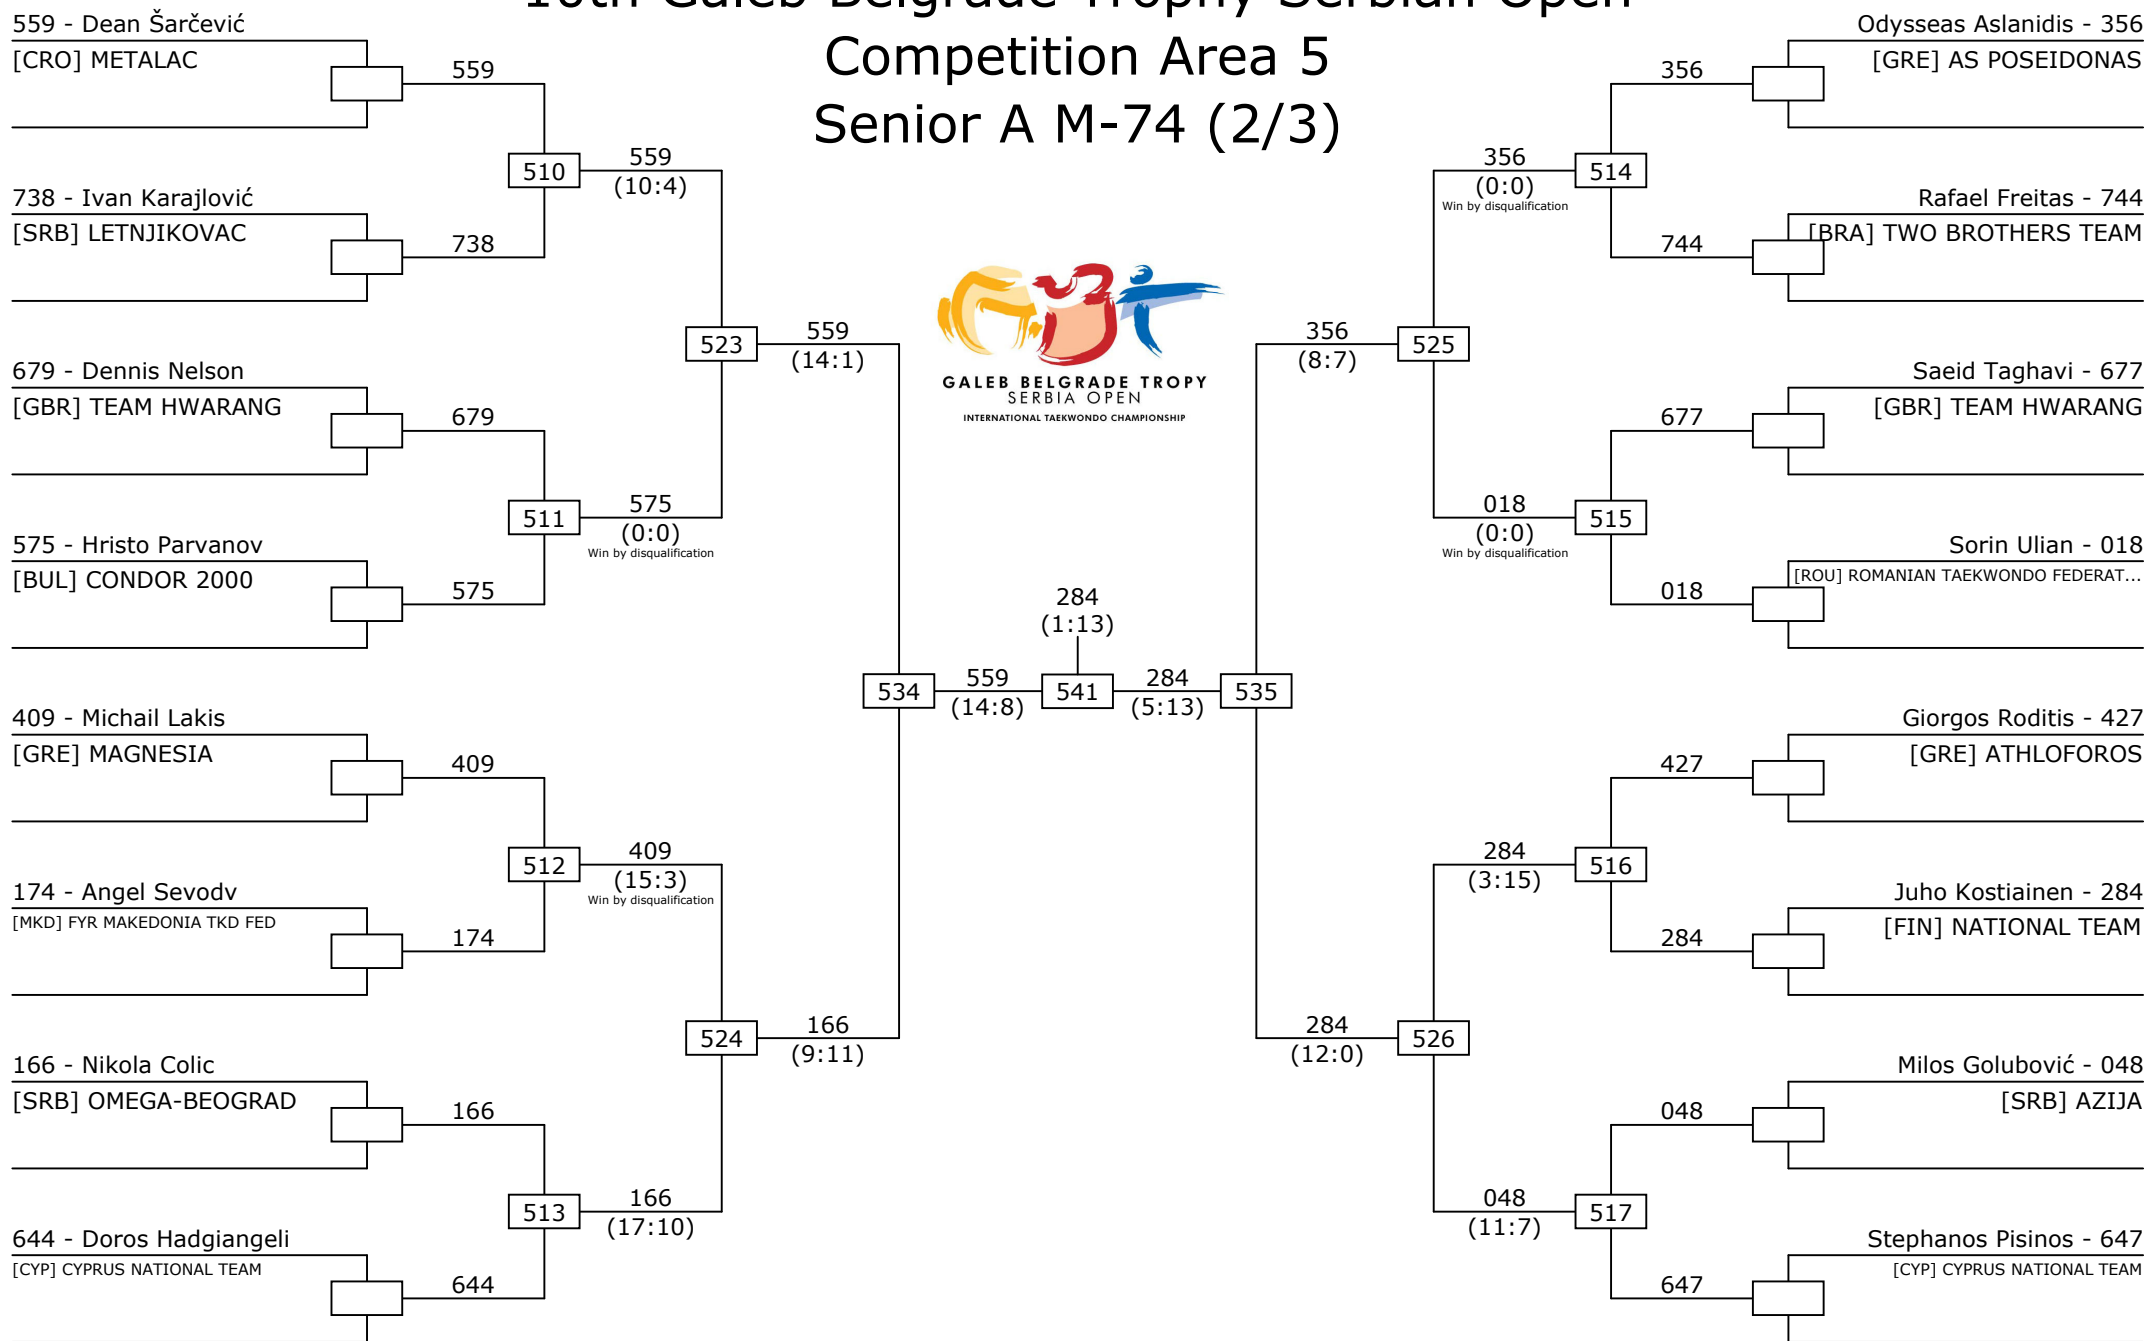 16th Galeb Belgrade Trophy Serbian Open
Competition Area 5
Senior A M-74 (2/3)
559 - Dean Šarčević
[CRO] METALAC
559
738 - Ivan Karajlović
[SRB] LETNJIKOVAC
738
510
559
(10:4)
679 - Dennis Nelson
[GBR] TEAM HWARANG
679
575 - Hristo Parvanov
[BUL] CONDOR 2000
575
511
575
(0:0)
Win by disqualification
523
559
(14:1)
409 - Michail Lakis
[GRE] MAGNESIA
409
174 - Angel Sevodv
[MKD] FYR MAKEDONIA TKD FED
174
512
409
(15:3)
Win by disqualification
166 - Nikola Colic
[SRB] OMEGA-BEOGRAD
166
644 - Doros Hadgiangeli
[CYP] CYPRUS NATIONAL TEAM
644
513
166
(17:10)
524
166
(9:11)
534
559
(14:8)
GALEB BELGRADE TROPY
SERBIA OPEN
INTERNATIONAL TAEKWONDO CHAMPIONSHIP
284
(1:13)
541
284
(5:13)
535
Odysseas Aslanidis - 356
[GRE] AS POSEIDONAS
356
Rafael Freitas - 744
[BRA] TWO BROTHERS TEAM
744
514
356
(0:0)
Win by disqualification
Saeid Taghavi - 677
[GBR] TEAM HWARANG
677
Sorin Ulian - 018
[ROU] ROMANIAN TAEKWONDO FEDERAT...
018
515
018
(0:0)
Win by disqualification
525
356
(8:7)
Giorgos Roditis - 427
[GRE] ATHLOFOROS
427
Juho Kostiainen - 284
[FIN] NATIONAL TEAM
284
516
284
(3:15)
Milos Golubović - 048
[SRB] AZIJA
048
Stephanos Pisinos - 647
[CYP] CYPRUS NATIONAL TEAM
647
517
048
(11:7)
526
284
(12:0)